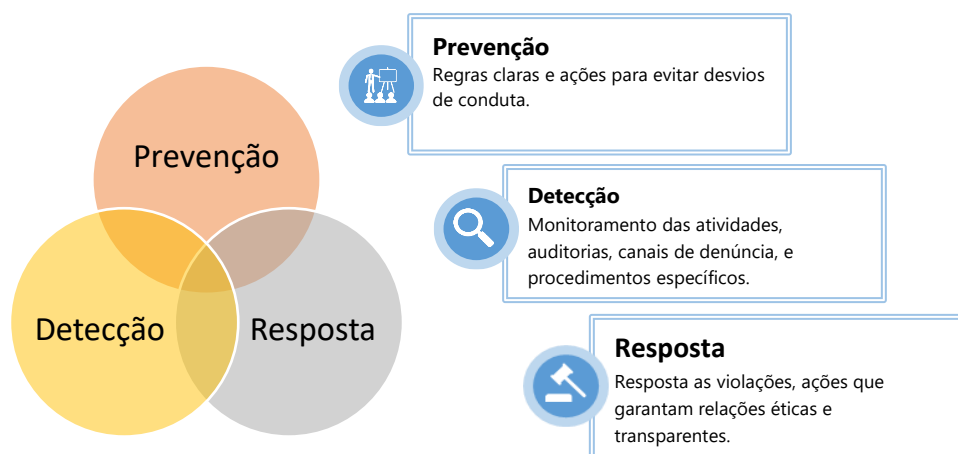 Prevenção
Detecção
Resposta
Prevenção
Regras claras e ações para evitar desvios
de conduta.
Detecção
Monitoramento das atividades,
auditorias, canais de denúncia, e
procedimentos específicos.
Resposta
Resposta as violações, ações que
garantam relações éticas e
transparentes.